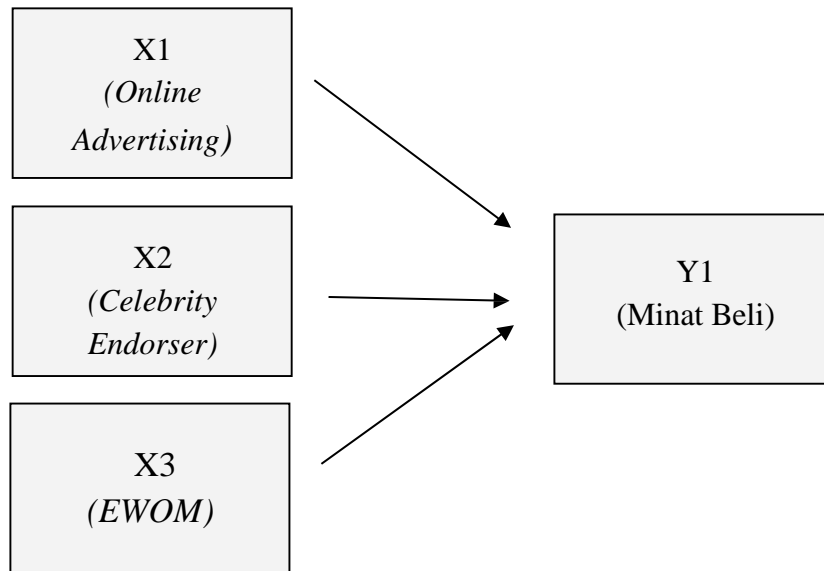 X1
(Online
Advertising)
X2
(Celebrity
Endorser)
X3
(EWOM)
Y1
(Minat Beli)